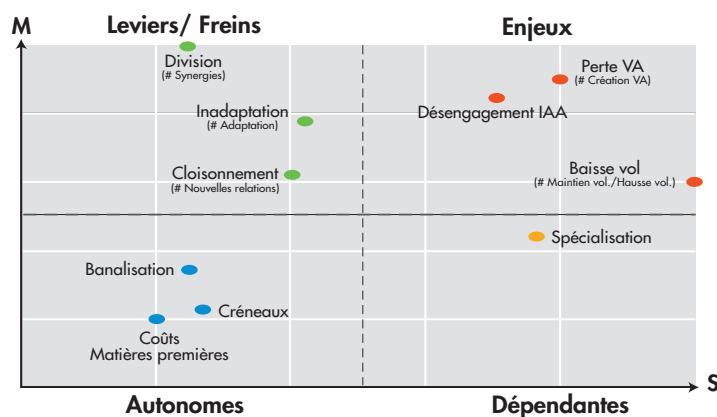 Leviers/ Freins
Enjeux
M
Division
(# Synergies)
Perte VA
(# Création VA)
Inadaptation
(# Adaptation)
Désengagement IAA
Cloisonnement
(# Nouvelles relations)
Baisse vol
(# Maintien vol./Hausse vol.)
Spécialisation
Banalisation
Créneaux
Coûts
Matières premières
S
Autonomes
Dépendantes